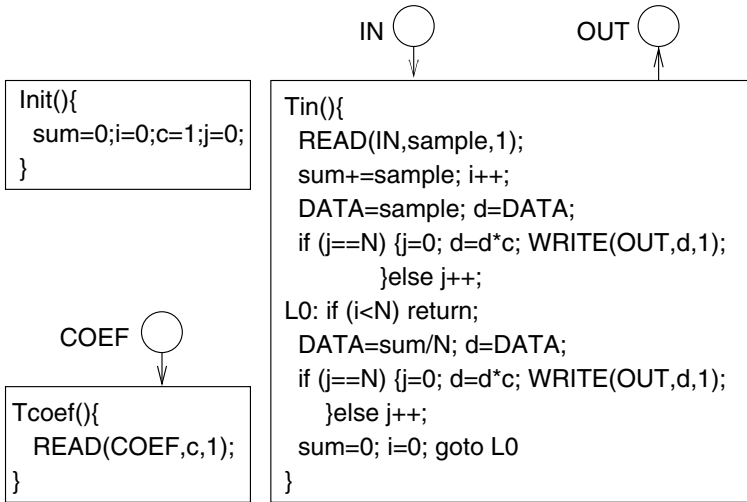 IN
OUT
Init(){
sum=0;i=0;c=1;j=0;
}
Tin(){
READ(IN,sample,1);
sum+=sample; i++;
DATA=sample; d=DATA;
if (j==N) {j=0; d=d*c; WRITE(OUT,d,1);
}else j++;
L0: if (i<N) return;
DATA=sum/N; d=DATA;
if (j==N) {j=0; d=d*c; WRITE(OUT,d,1);
}else j++;
sum=0; i=0; goto L0
}
COEF
Tcoef(){
READ(COEF,c,1);
}